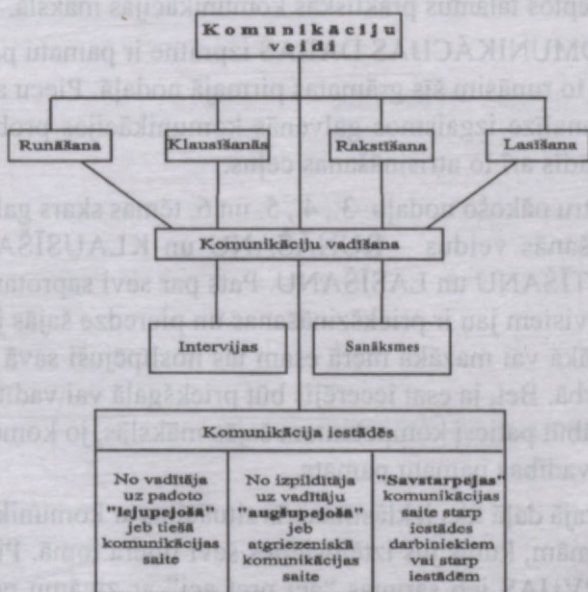 Komunikāciju
veidi
Runāšana Klausīšanās Rakstīšana Lasīšana
Komunikāciju vadīšana
Intervijas Sanāksmes
Komunikācija iestādēs
No vadītāja
uz padoto
"lejupejošā"
jeb tiešā
komunikācijas
saite
No izpildītāja
uz vadītāju
"augšupejošā"
jeb
atgriezeniskā
komunikācijas
saite
"Savstarpējas"
komunikācijas
saite starp
iestādes
darbiniekiem
vai starp
iestādēm